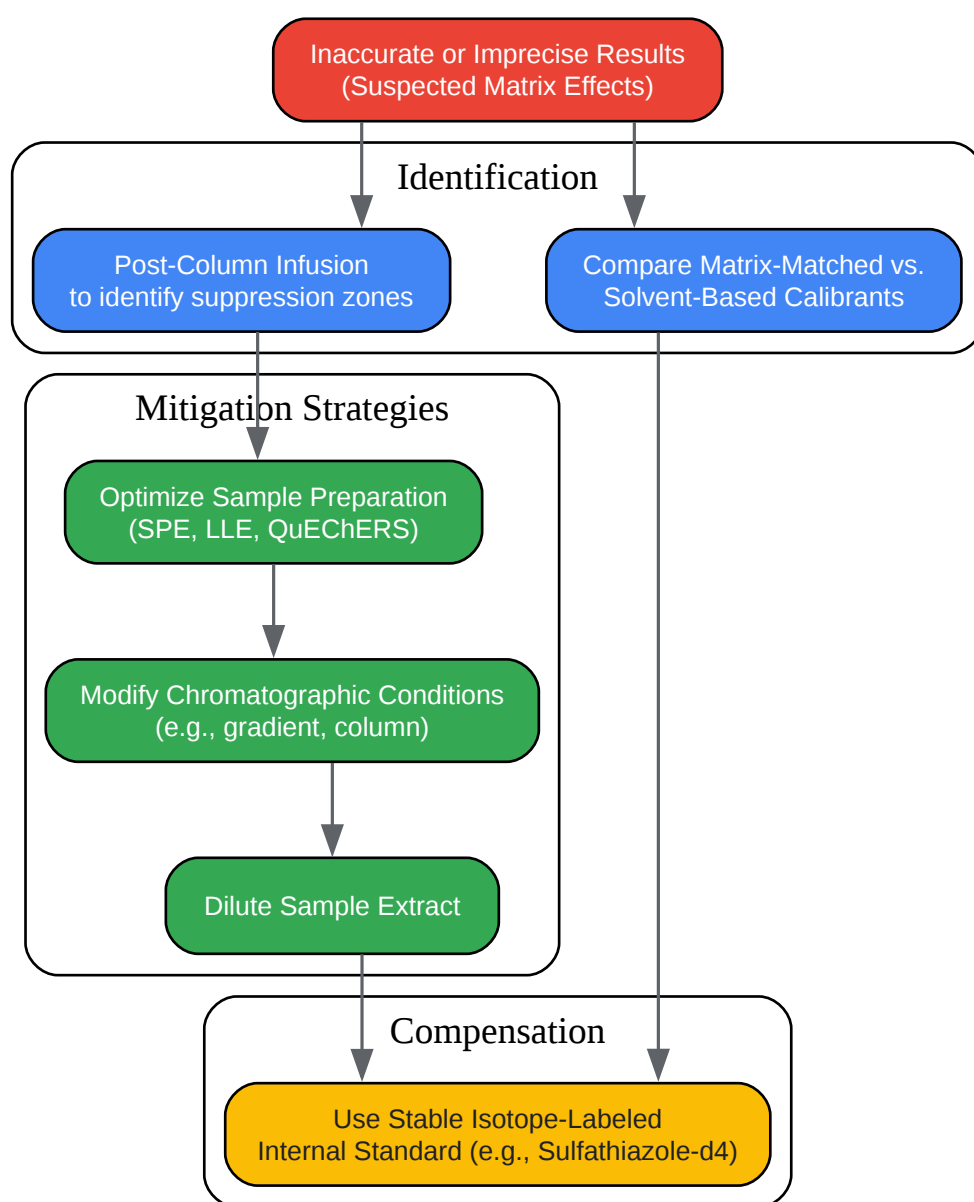 Inaccurate or Imprecise Results
(Suspected Matrix Effects)
Identification
Post-Column Infusion
to identify suppression zones
Compare Matrix-Matched vs.
Solvent-Based Calibrants
Mitigation Strategies
Optimize Sample Preparation
(SPE, LLE, QuEChERS)
Modify Chromatographic Conditions
(e.g., gradient, column)
Dilute Sample Extract
Compensation
Use Stable Isotope-Labeled
Internal Standard (e.g., Sulfathiazole-d4)